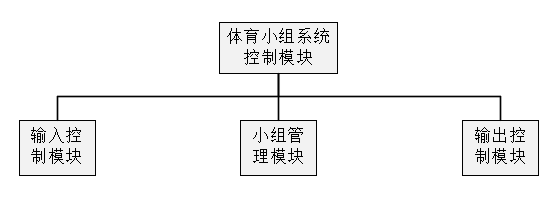 体育小组系统
控制模块
输入控
制模块
小组管
理模块
输出控
制模块